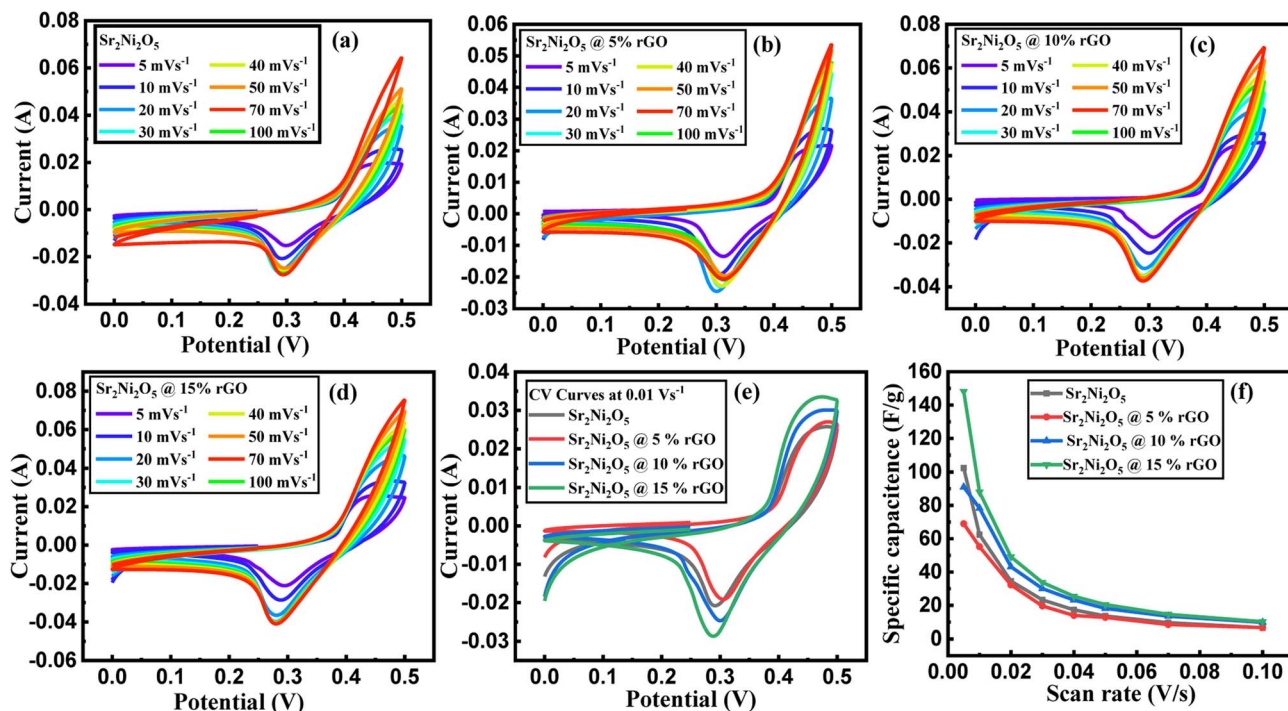 Sr₂Ni₂O₅
(a)
5 mVs⁻¹ 40 mVs⁻¹
10 mVs⁻¹ 50 mVs⁻¹
20 mVs⁻¹ 70 mVs⁻¹
30 mVs⁻¹ 100 mVs⁻¹
0.08
0.06
0.04
0.02
0.00
-0.02
-0.04
Current (A)
0.0 0.1 0.2 0.3 0.4 0.5
Potential (V)
Sr₂Ni₂O₅ @ 5% rGO
(b)
5 mVs⁻¹ 40 mVs⁻¹
10 mVs⁻¹ 50 mVs⁻¹
20 mVs⁻¹ 70 mVs⁻¹
30 mVs⁻¹ 100 mVs⁻¹
0.06
0.05
0.04
0.03
0.02
0.01
0.00
-0.01
-0.02
-0.03
Current (A)
0.0 0.1 0.2 0.3 0.4 0.5
Potential (V)
Sr₂Ni₂O₅ @ 10% rGO
(c)
5 mVs⁻¹ 40 mVs⁻¹
10 mVs⁻¹ 50 mVs⁻¹
20 mVs⁻¹ 70 mVs⁻¹
30 mVs⁻¹ 100 mVs⁻¹
0.08
0.06
0.04
0.02
0.00
-0.02
-0.04
Current (A)
0.0 0.1 0.2 0.3 0.4 0.5
Potential (V)
Sr₂Ni₂O₅ @ 15% rGO
(d)
5 mVs⁻¹ 40 mVs⁻¹
10 mVs⁻¹ 50 mVs⁻¹
20 mVs⁻¹ 70 mVs⁻¹
30 mVs⁻¹ 100 mVs⁻¹
0.08
0.06
0.04
0.02
0.00
-0.02
-0.04
-0.06
Current (A)
0.0 0.1 0.2 0.3 0.4 0.5
Potential (V)
CV Curves at 0.01 Vs⁻¹
(e)
Sr₂Ni₂O₅
Sr₂Ni₂O₅ @ 5 % rGO
Sr₂Ni₂O₅ @ 10 % rGO
Sr₂Ni₂O₅ @ 15 % rGO
0.04
0.03
0.02
0.01
0.00
-0.01
-0.02
-0.03
Current (A)
0.0 0.1 0.2 0.3 0.4 0.5
Potential (V)
(f)
Sr₂Ni₂O₅
Sr₂Ni₂O₅ @ 5 % rGO
Sr₂Ni₂O₅ @ 10 % rGO
Sr₂Ni₂O₅ @ 15 % rGO
160
140
120
100
80
60
40
20
0
Specific capacitence (F/g)
0.00 0.02 0.04 0.06 0.08 0.10
Scan rate (V/s)